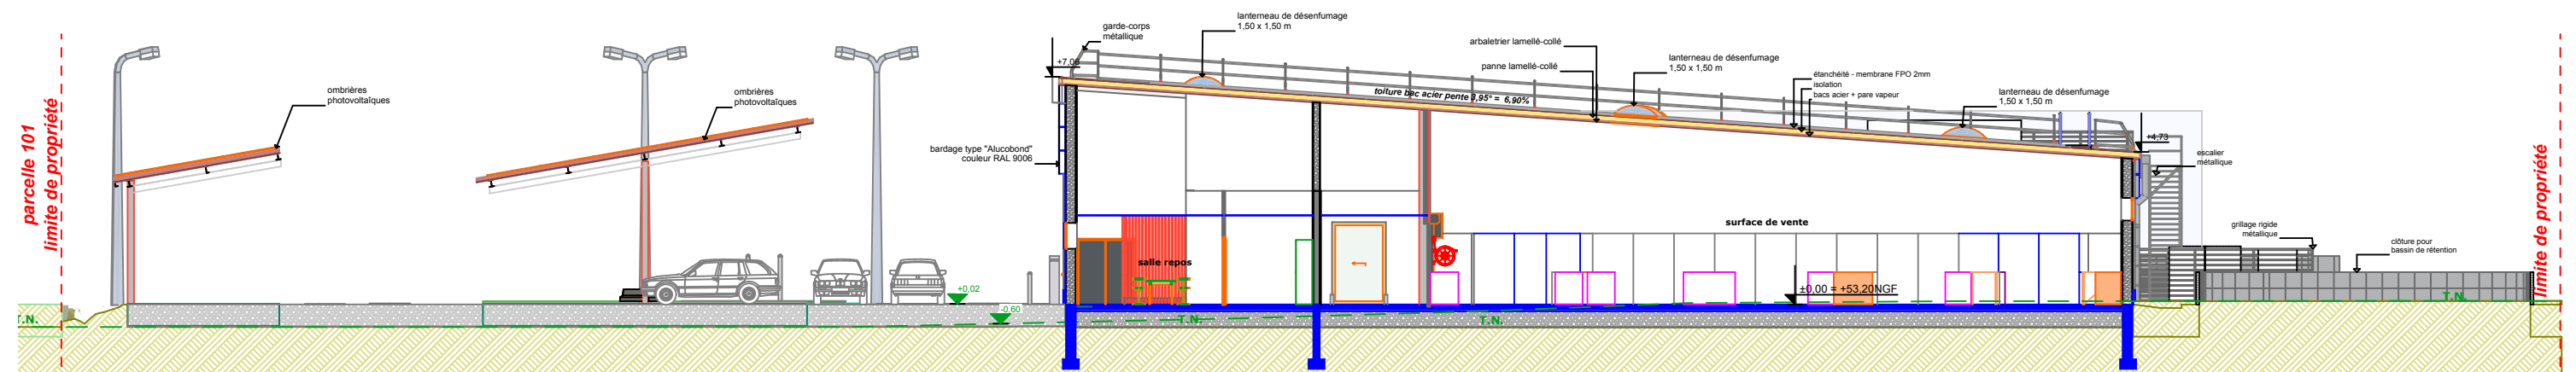 parcelle 101
limite de propriété
ombrières
photovoltaïques
ombrières
photovoltaïques
garde-corps
métallique
lanterneau de désenfumage
1,50 x 1,50 m
+7,08
bardage type "Alucobond"
couleur RAL 9006
toiture bac acier pente 3,95° = 6,90%
arbaletrier lamellé-collé
panne lamellé-collé
lanterneau de désenfumage
1,50 x 1,50 m
étanchéité - membrane FPO 2mm
isolation
bacs acier + pare vapeur
lanterneau de désenfumage
1,50 x 1,50 m
+4,73
escalier
métallique
surface de vente
salle repos
grillage rigide
métallique
clôture pour
bassin de rétention
limite de propriété
+0,02
-0,60
±0,00 = +53,20NGF
T.N.
T.N.
T.N.
T.N.